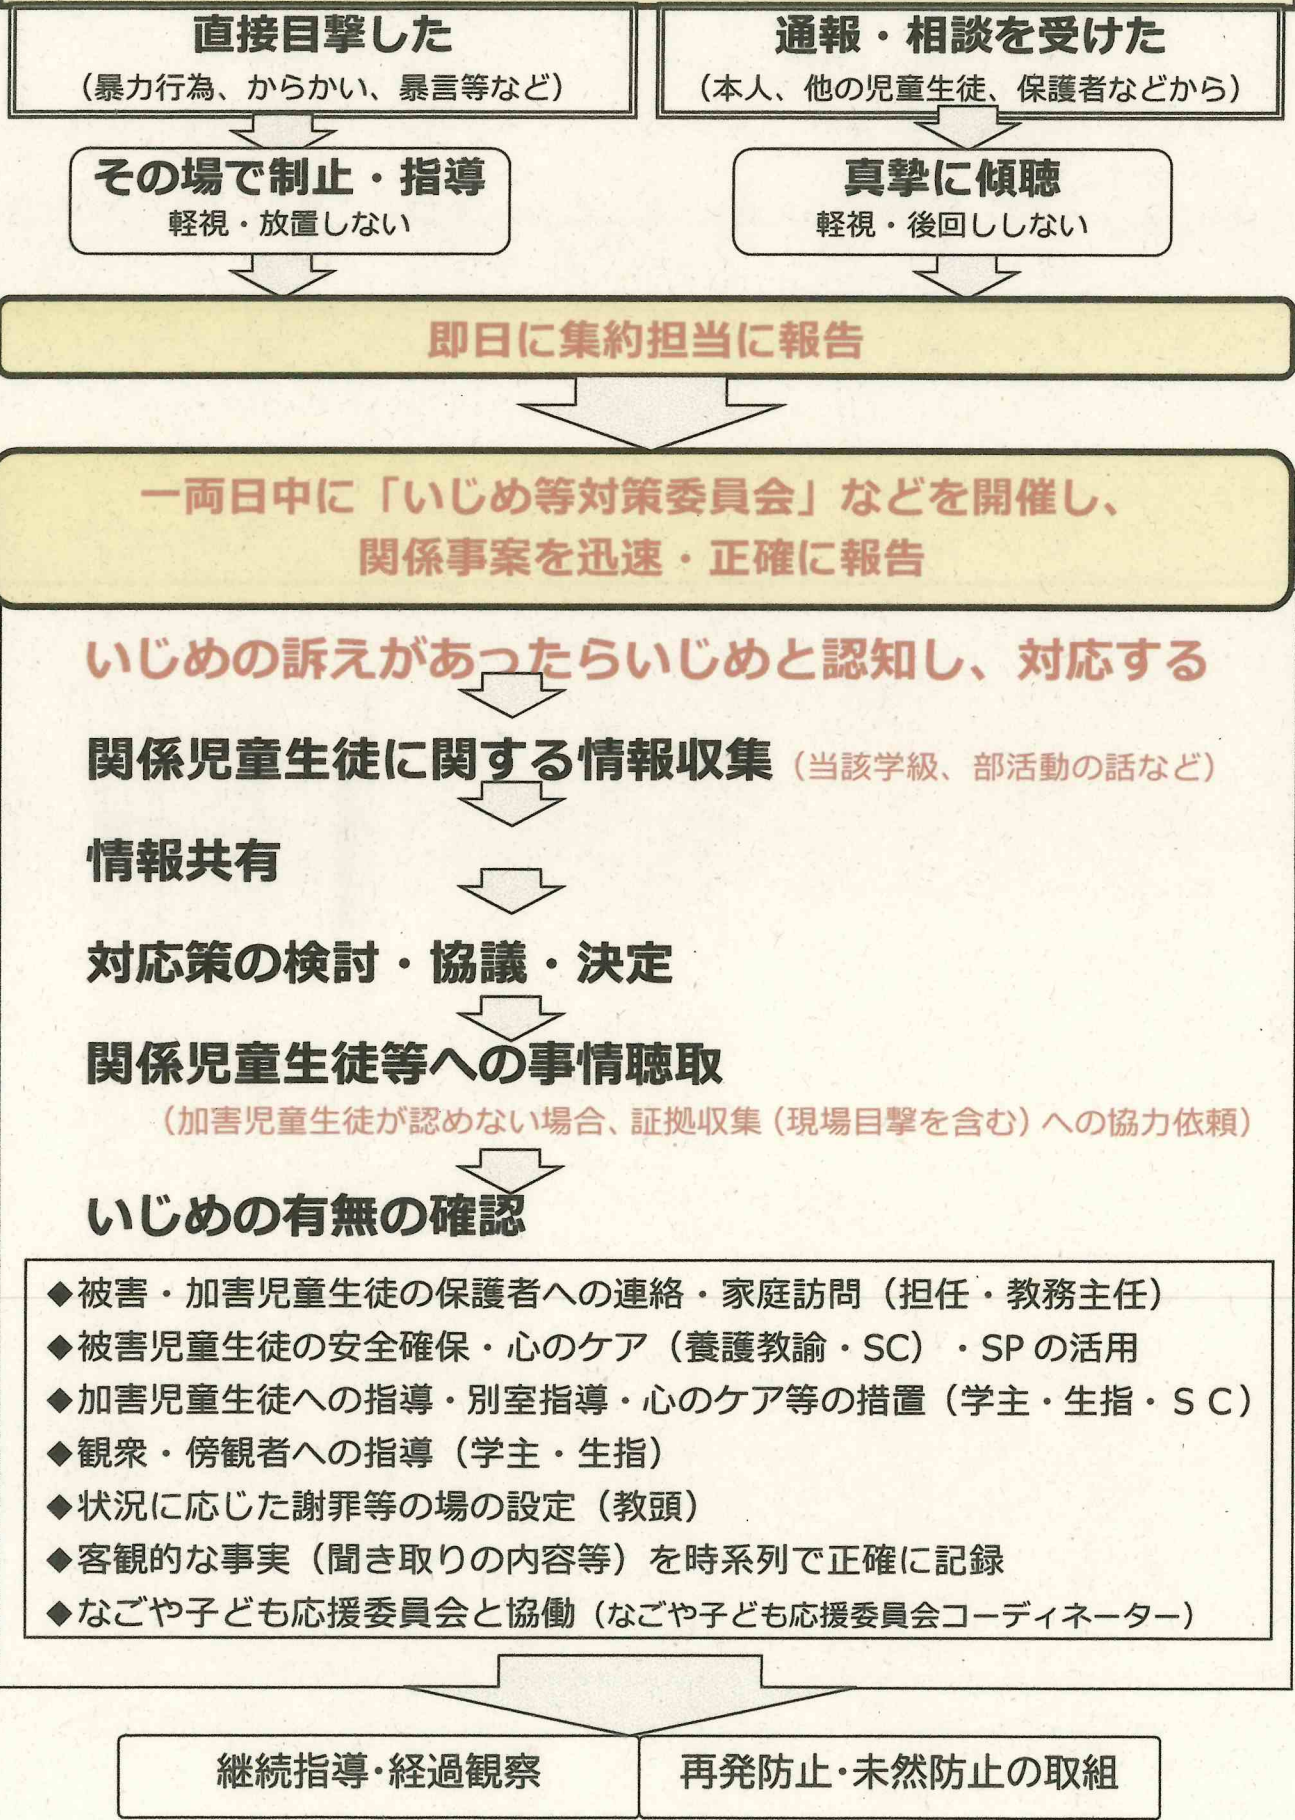 直接目撃した
（暴力行為、からかい、暴言等など）
通報・相談を受けた
（本人、他の児童生徒、保護者などから）
その場で制止・指導
軽視・放置しない
真摯に傾聴
軽視・後回ししない
即日に集約担当に報告
一両日中に「いじめ等対策委員会」などを開催し、
関係事案を迅速・正確に報告
いじめの訴えがあったらいじめと認知し、対応する
関係児童生徒に関する情報収集（当該学級、部活動の話など）
情報共有
対応策の検討・協議・決定
関係児童生徒等への事情聴取
（加害児童生徒が認めない場合、証拠収集（現場目撃を含む）への協力依頼）
いじめの有無の確認
◆被害・加害児童生徒の保護者への連絡・家庭訪問（担任・教務主任）
◆被害児童生徒の安全確保・心のケア（養護教諭・SC）・SPの活用
◆加害児童生徒への指導・別室指導・心のケア等の措置（学主・生指・ＳＣ）
◆観衆・傍観者への指導（学主・生指）
◆状況に応じた謝罪等の場の設定（教頭）
◆客観的な事実（聞き取りの内容等）を時系列で正確に記録
◆なごや子ども応援委員会と協働（なごや子ども応援委員会コーディネーター）
継続指導・経過観察
再発防止・未然防止の取組